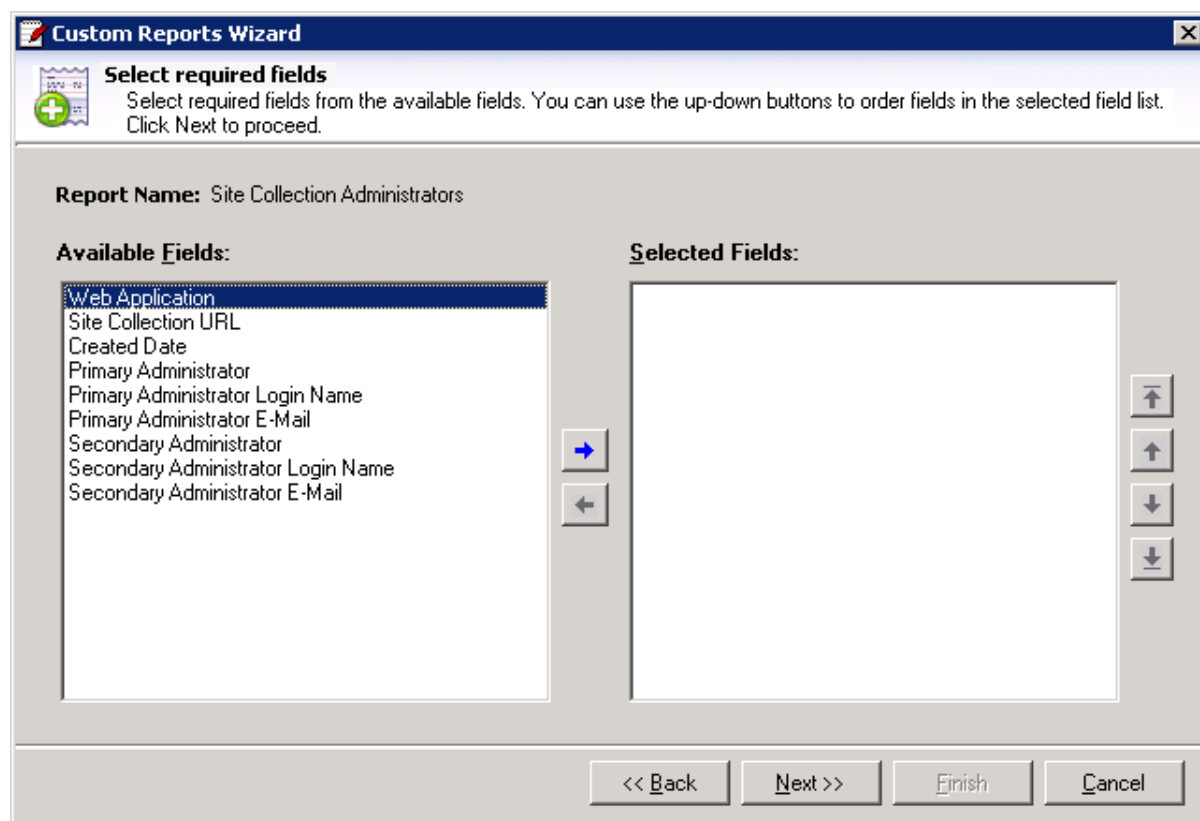 Custom Reports Wizard
Select required fields
Select required fields from the available fields. You can use the up-down buttons to order fields in the selected field list.
Click Next to proceed.
Report Name: Site Collection Administrators
Available Fields:
Selected Fields:
Web Application
Site Collection URL
Created Date
Primary Administrator
Primary Administrator Login Name
Primary Administrator E-Mail
Secondary Administrator
Secondary Administrator Login Name
Secondary Administrator E-Mail
<< Back
Next >>
Finish
Cancel